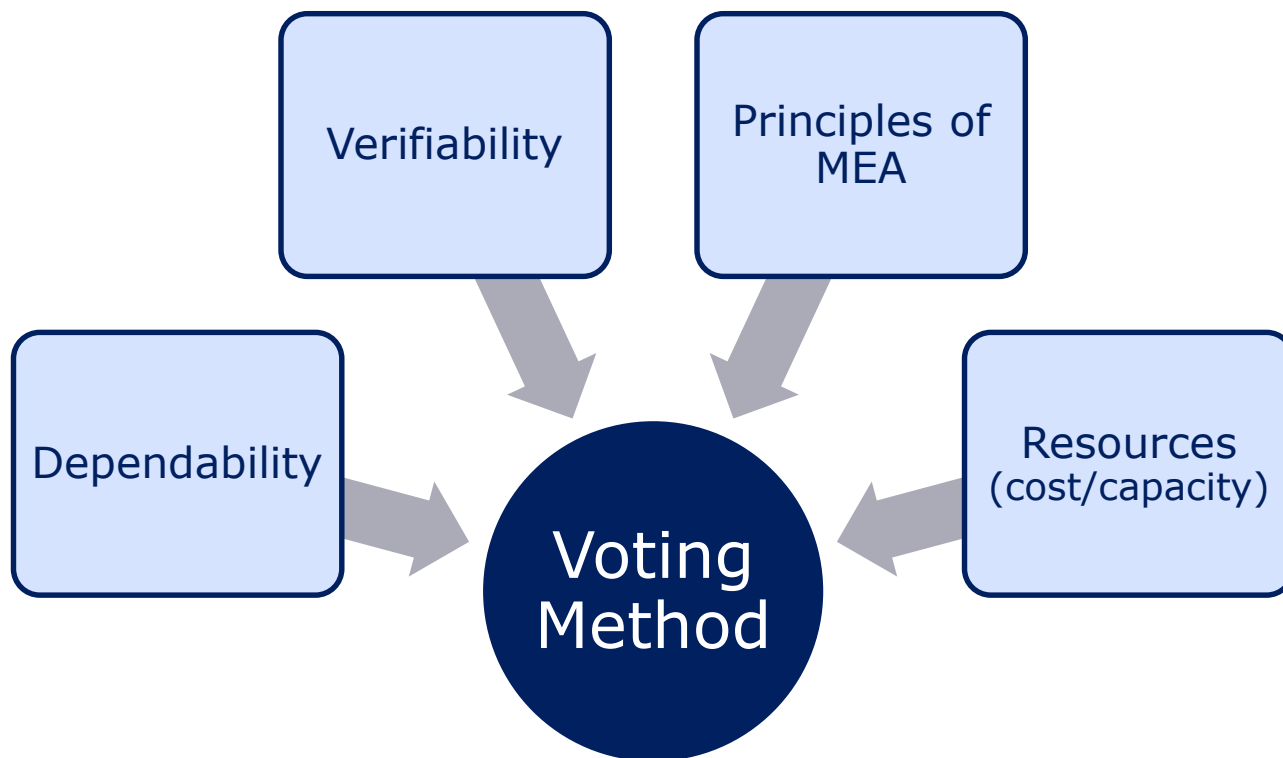 Verifiability
Principles of
MEA
Dependability
Resources
(cost/capacity)
Voting
Method